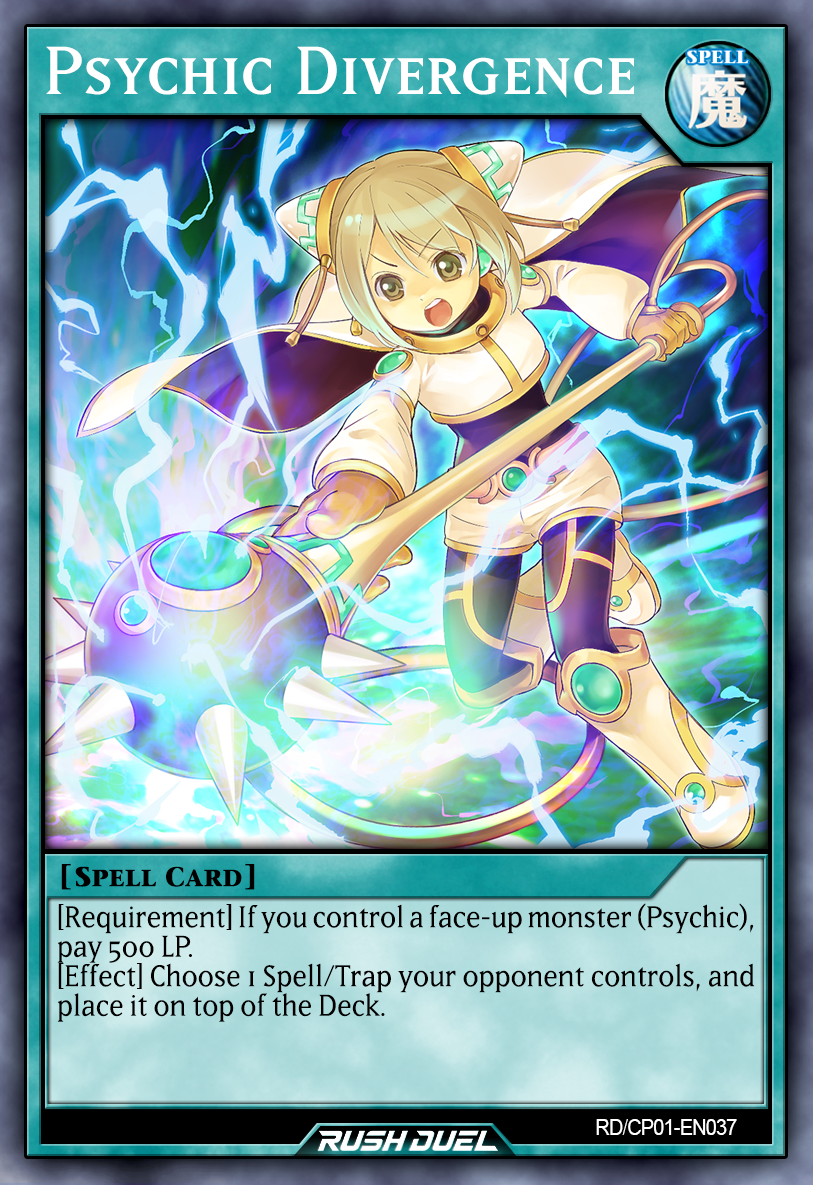 Psychic Divergence
SPELL
魔
[Spell Card]
[Requirement] If you control a face-up monster (Psychic),
pay 500 LP.
[Effect] Choose 1 Spell/Trap your opponent controls, and
place it on top of the Deck.
RD/CP01-EN037
RUSH DUEL